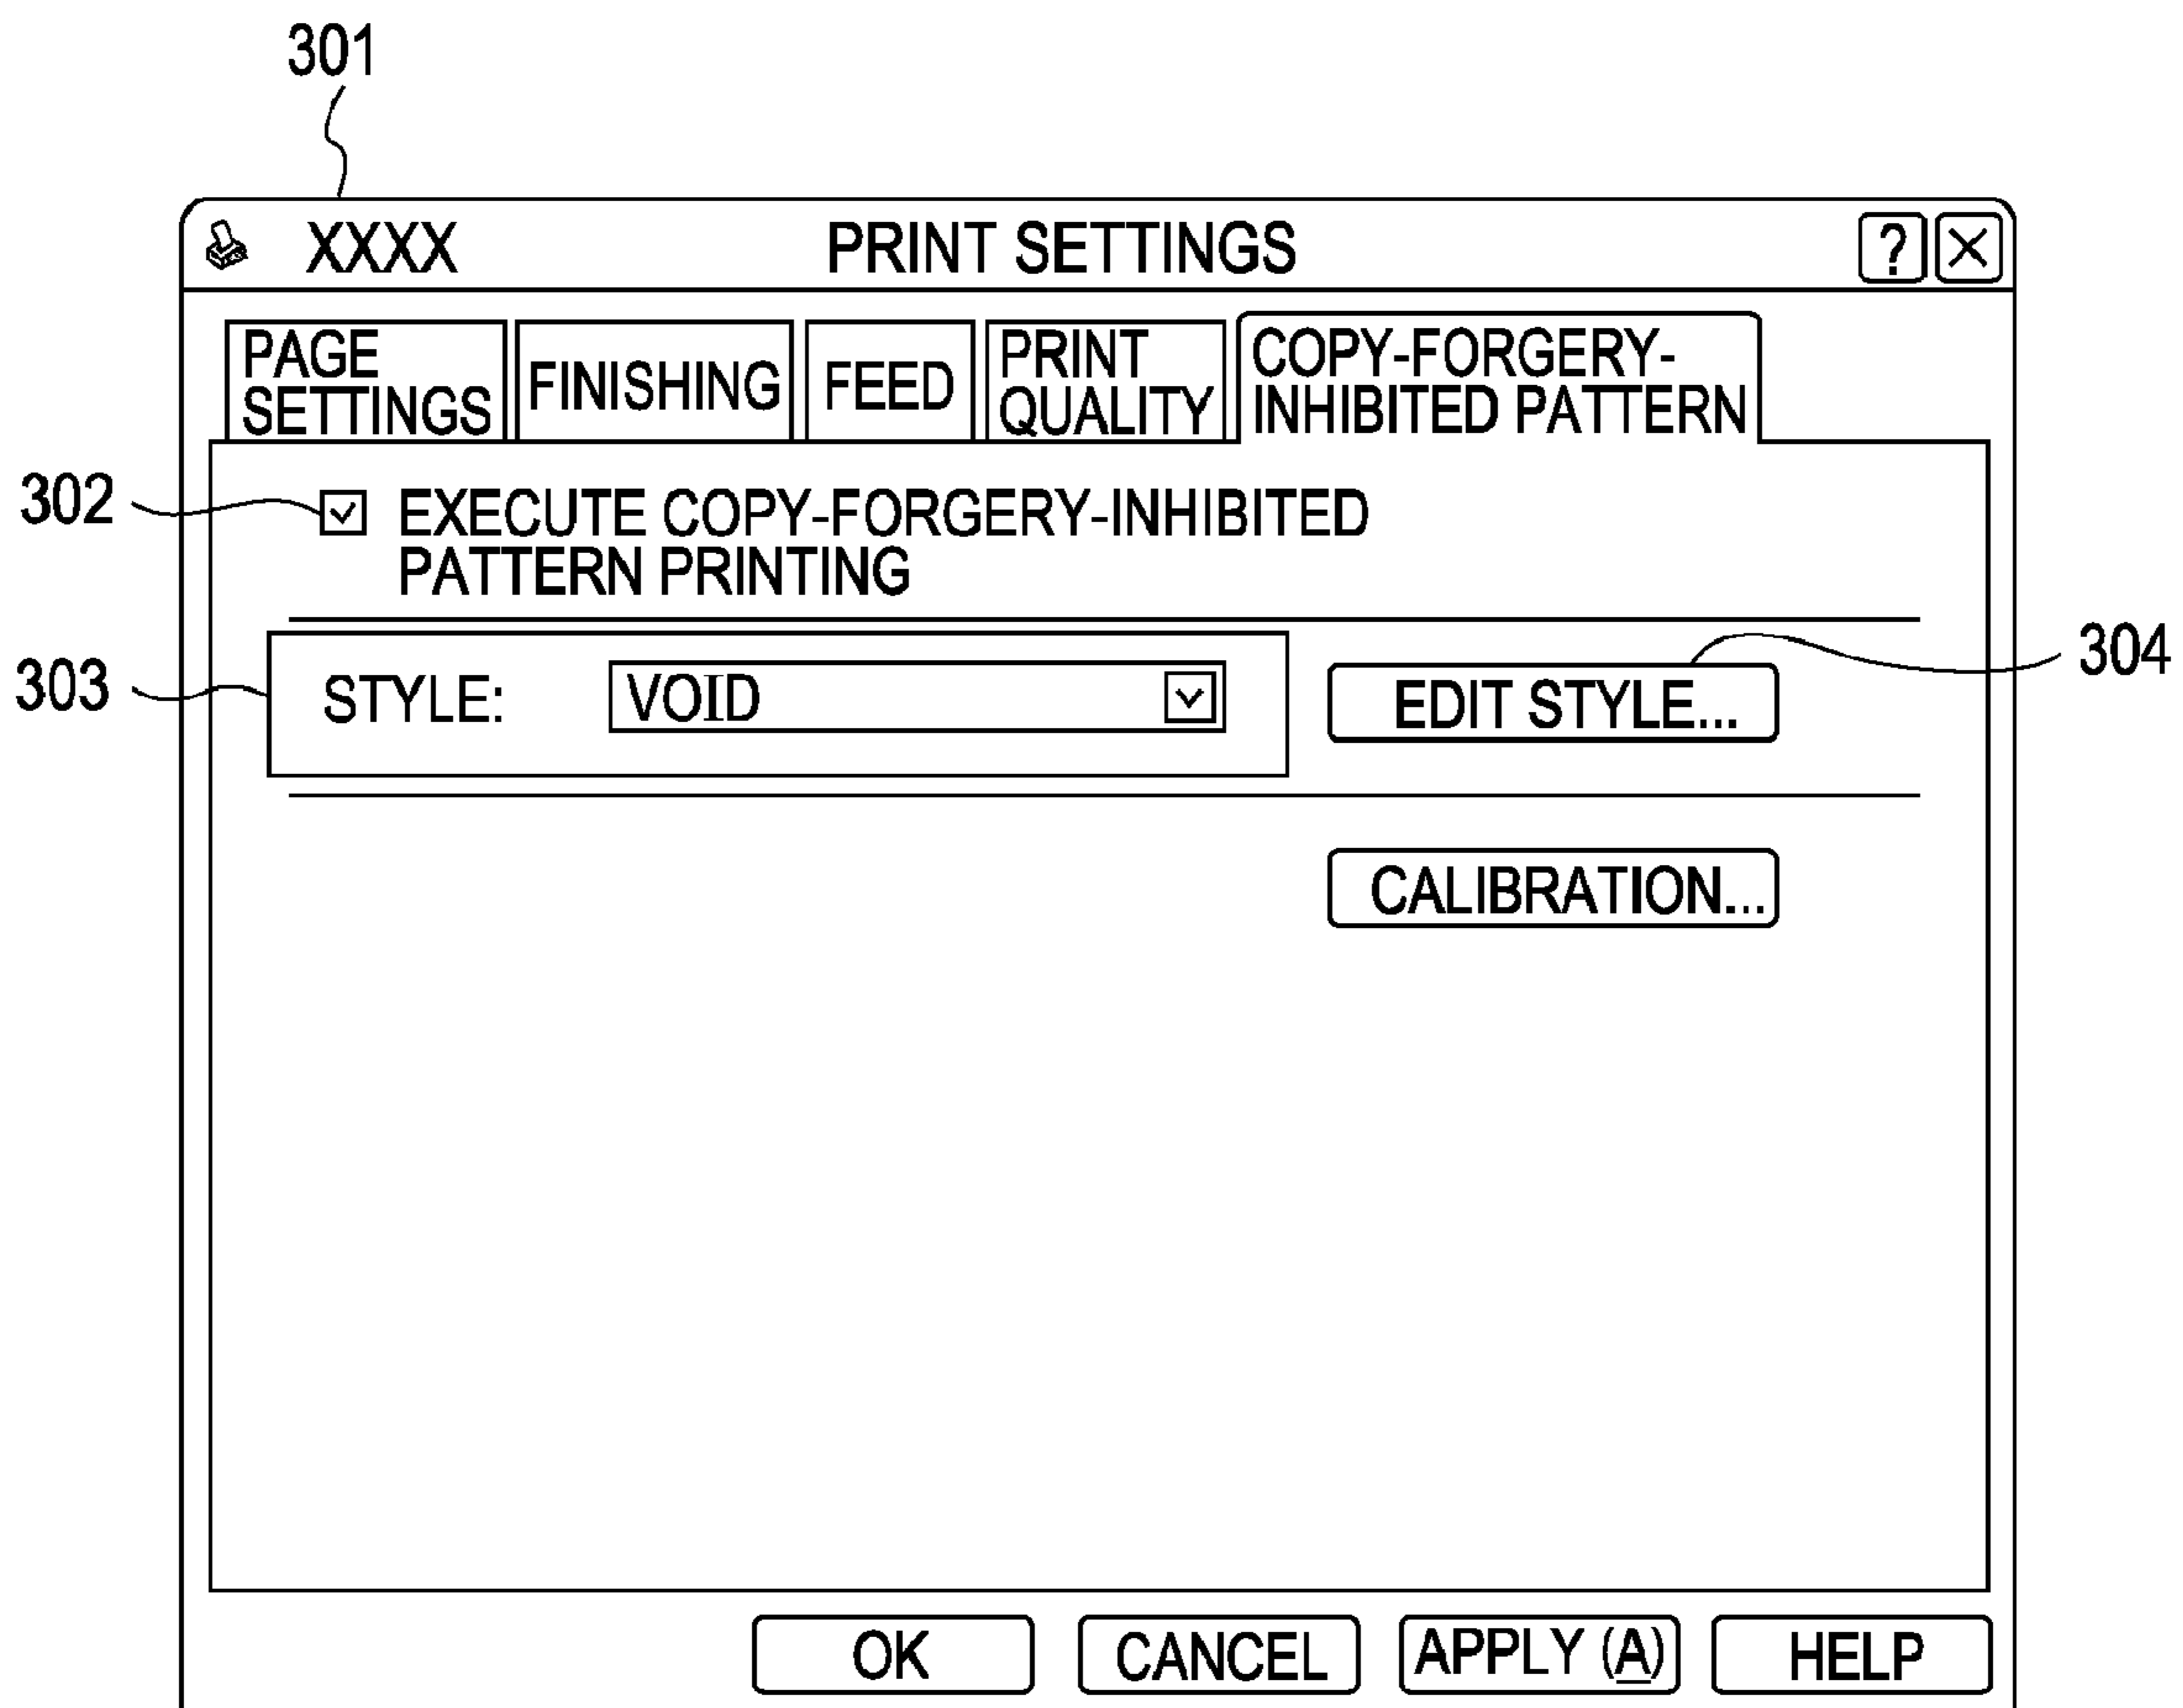 301
XXXX PRINT SETTINGS ? X
PAGE
SETTINGS
FINISHING
FEED
PRINT
QUALITY
COPY-FORGERY-
INHIBITED PATTERN
302
EXECUTE COPY-FORGERY-INHIBITED
PATTERN PRINTING
303
STYLE: VOID
EDIT STYLE...
304
CALIBRATION...
OK CANCEL APPLY (A) HELP